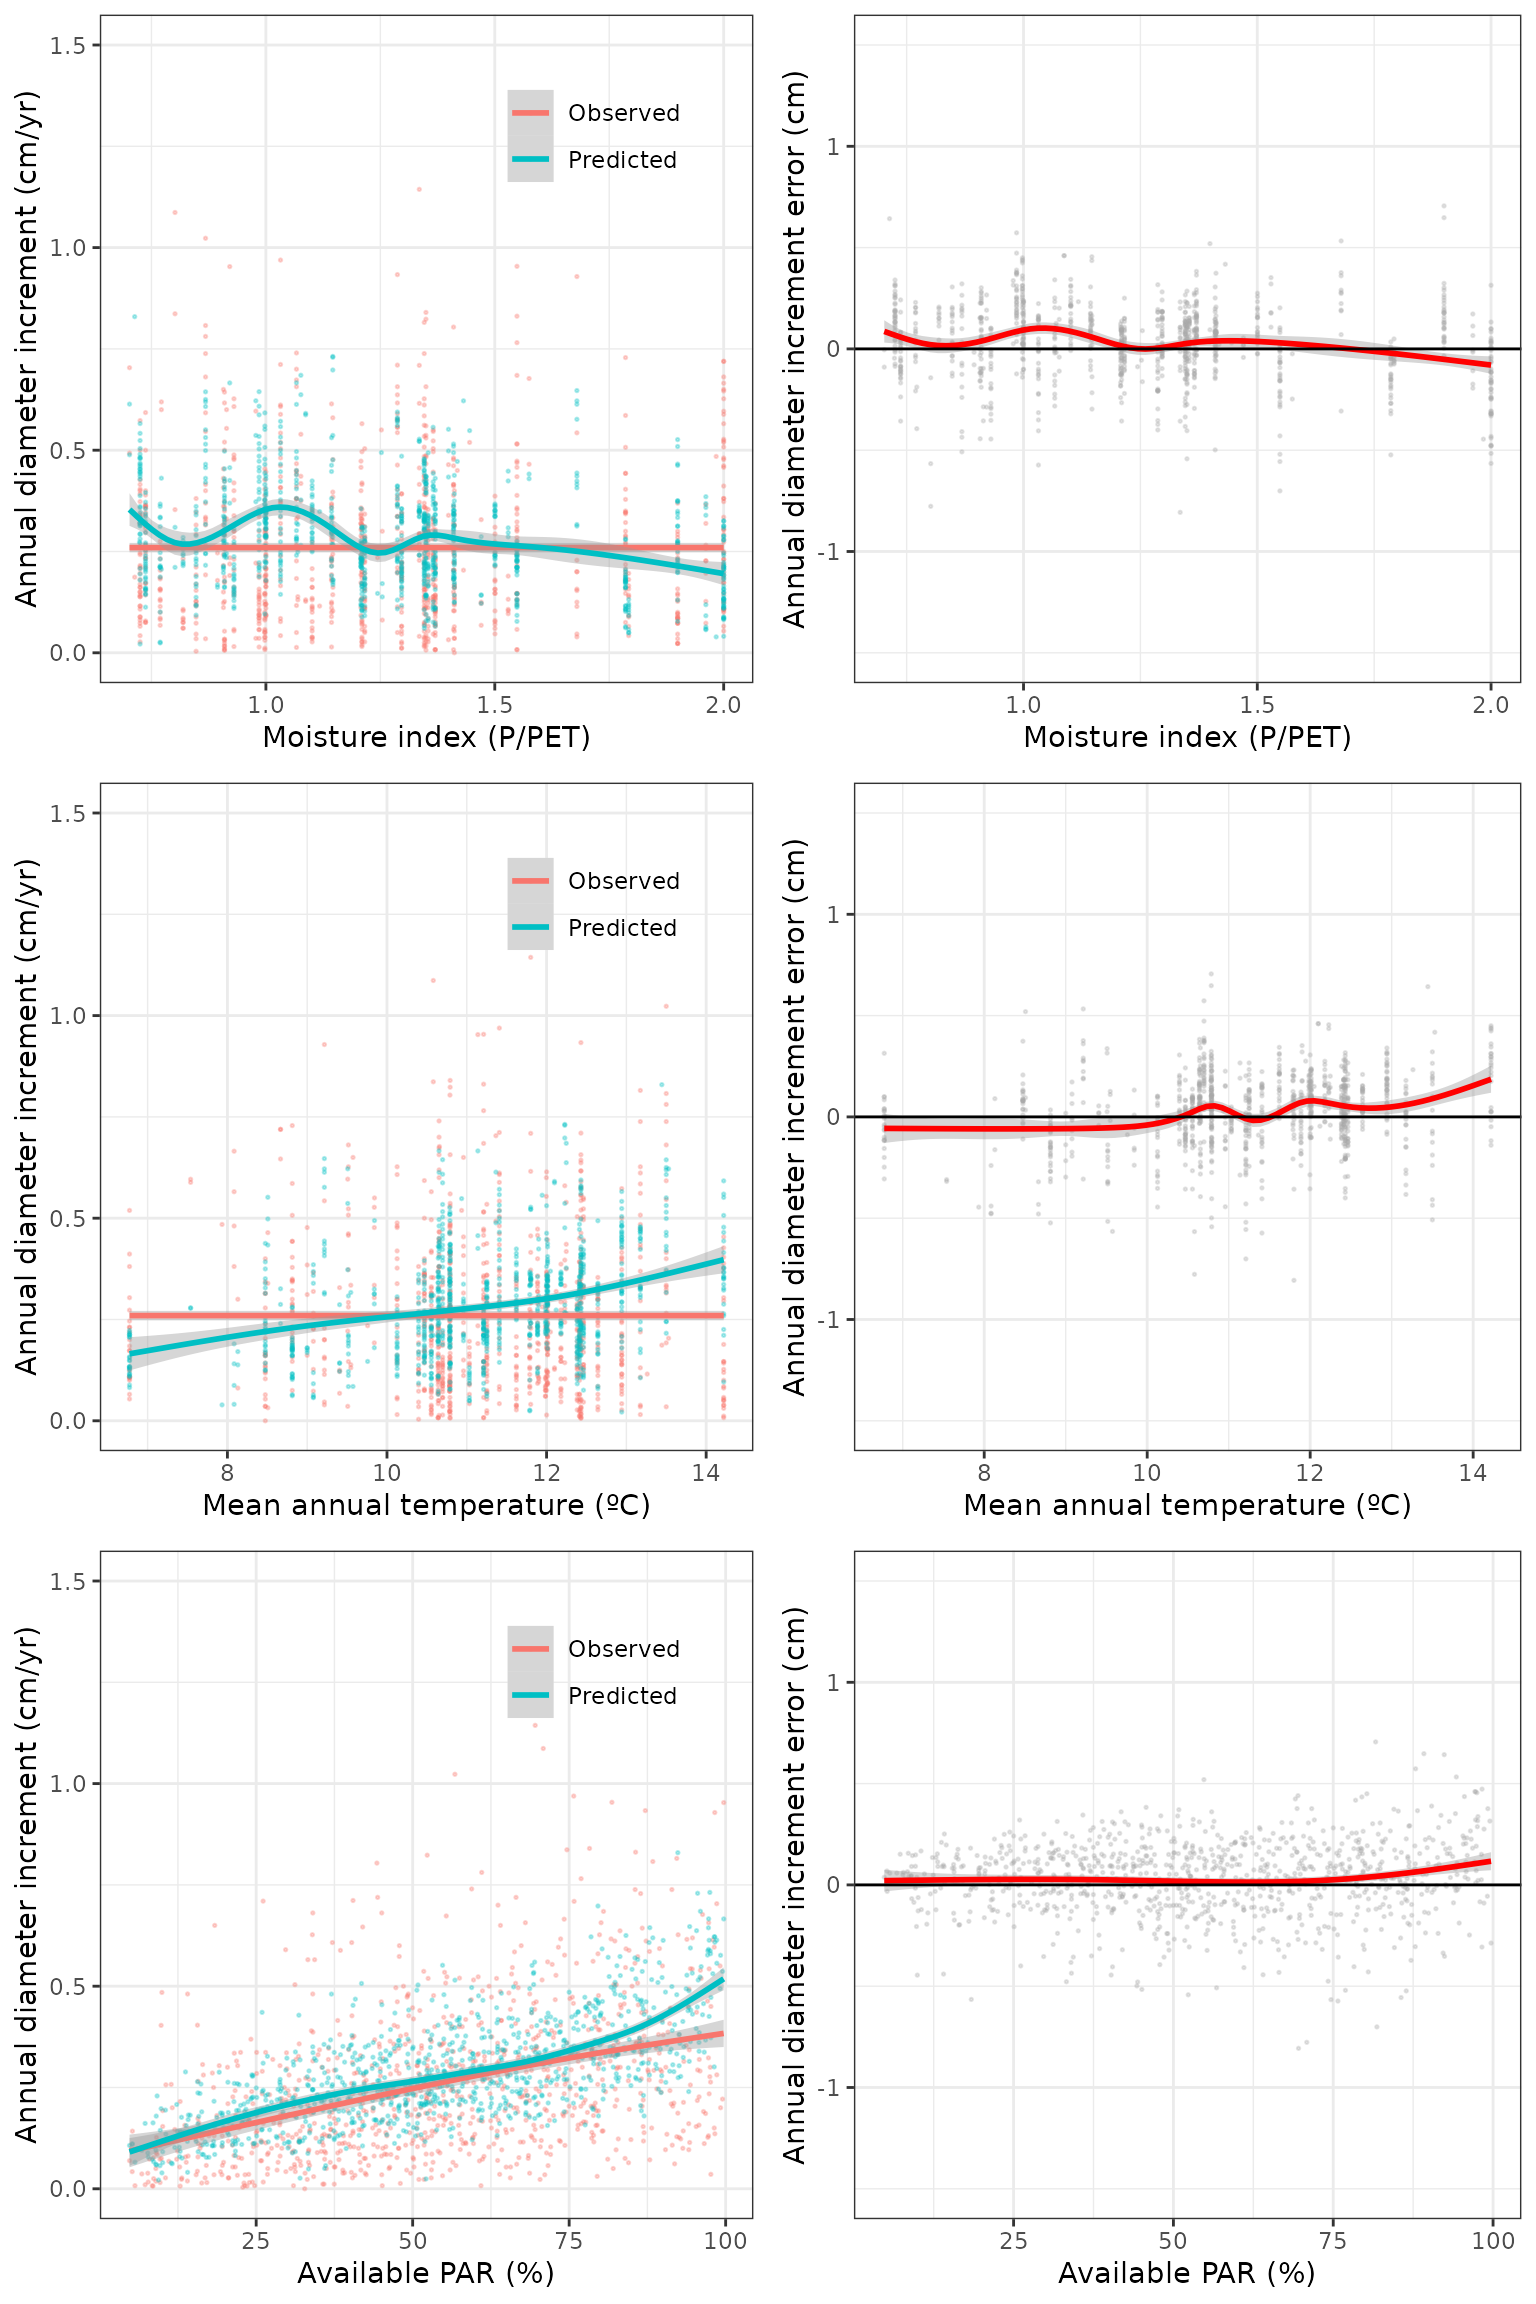 Annual diameter increment (cm/yr)
1.5
1.0
0.5
0.0
Observed
Predicted
1.0 1.5 2.0
Moisture index (P/PET)
Annual diameter increment error (cm)
1
0
-1
1.0 1.5 2.0
Moisture index (P/PET)
Annual diameter increment (cm/yr)
1.5
1.0
0.5
0.0
Observed
Predicted
8 10 12 14
Mean annual temperature (ºC)
Annual diameter increment error (cm)
1
0
-1
8 10 12 14
Mean annual temperature (ºC)
Annual diameter increment (cm/yr)
1.5
1.0
0.5
0.0
Observed
Predicted
25 50 75 100
Available PAR (%)
Annual diameter increment error (cm)
1
0
-1
25 50 75 100
Available PAR (%)